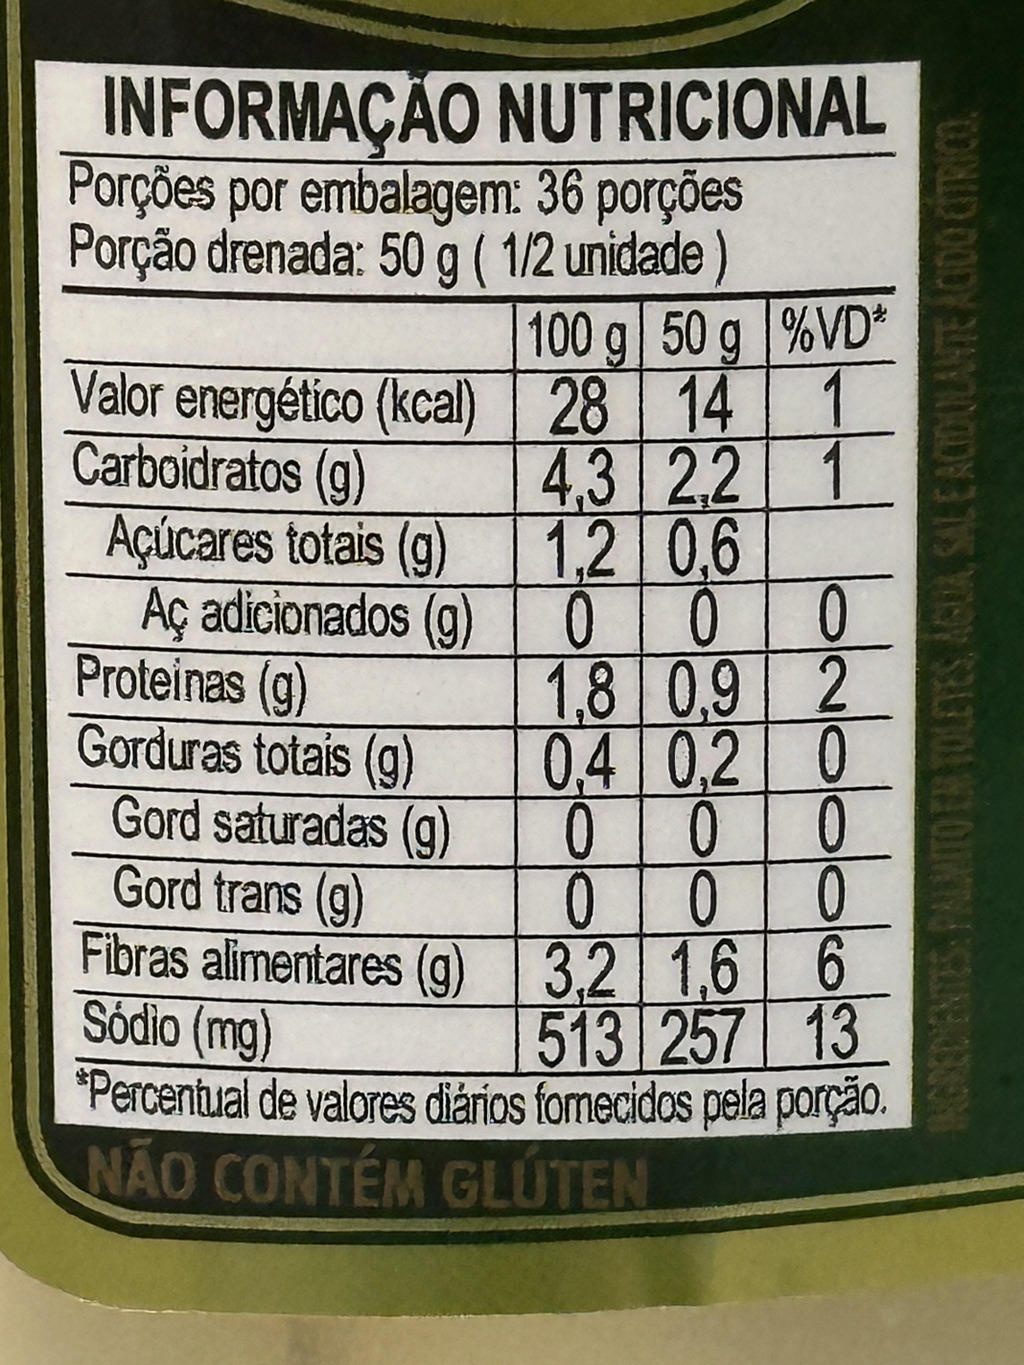 INFORMAÇÃO NUTRICIONAL
Porções por embalagem: 36 porções
Porção drenada: 50 g ( 1/2 unidade )
100 g 50 g %VD*
Valor energético (kcal) 28 14 1
Carboidratos (g) 4,3 2,2 1
Açúcares totais (g) 1,2 0,6
Aç adicionados (g) 0 0 0
Proteínas (g) 1,8 0,9 2
Gorduras totais (g) 0,4 0,2 0
Gord saturadas (g) 0 0 0
Gord trans (g) 0 0 0
Fibras alimentares (g) 3,2 1,6 6
Sódio (mg) 513 257 13
*Percentual de valores diários fornecidos pela porção.
NÃO CONTÉM GLÚTEN
INGREDIENTES: PALMITO EM TOLETES, ÁGUA, SAL E ACIDULANTE ÁCIDO CÍTRICO.